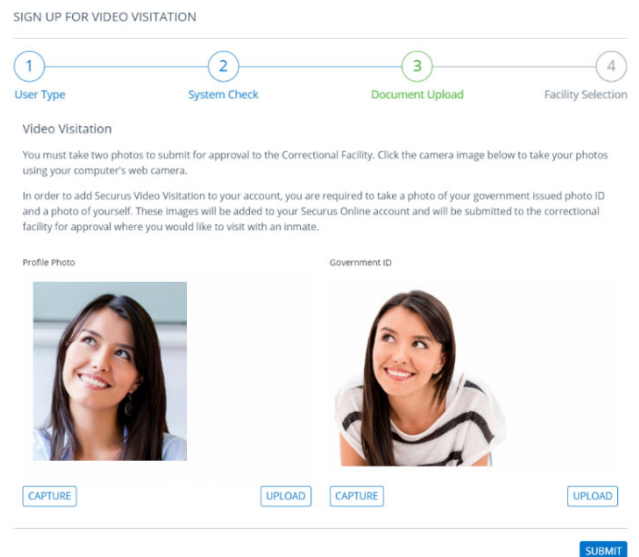 SIGN UP FOR VIDEO VISITATION
1 2 3 4
User Type System Check Document Upload Facility Selection
Video Visitation
You must take two photos to submit for approval to the Correctional Facility. Click the camera image below to take your photos
using your computer's web camera.
In order to add Securus Video Visitation to your account, you are required to take a photo of your government issued photo ID
and a photo of yourself. These images will be added to your Securus Online account and will be submitted to the correctional
facility for approval where you would like to visit with an inmate.
Profile Photo Government ID
CAPTURE UPLOAD CAPTURE UPLOAD
SUBMIT